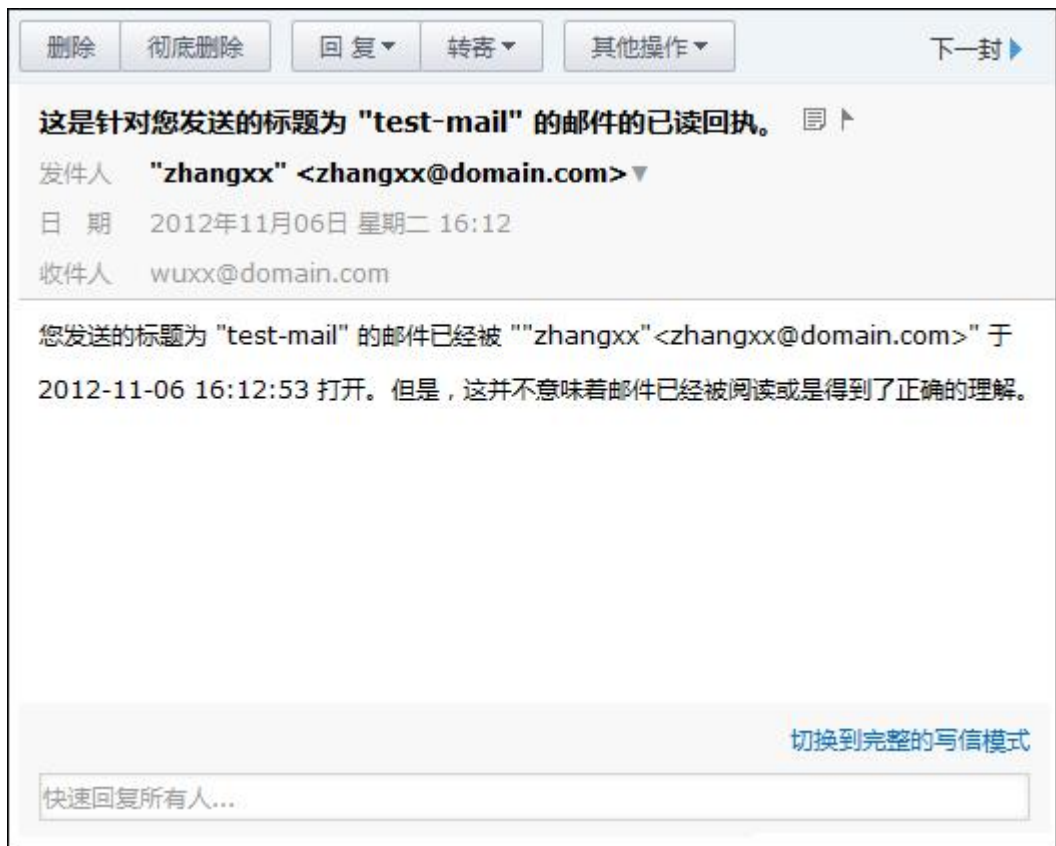 删除 彻底删除 回 复 转寄 其他操作 下一封
这是针对您发送的标题为 "test-mail" 的邮件的已读回执。
发件人 "zhangxx" <zhangxx@domain.com>
日 期 2012年11月06日 星期二 16:12
收件人 wuxx@domain.com
您发送的标题为 "test-mail" 的邮件已经被 ""zhangxx"<zhangxx@domain.com>" 于
2012-11-06 16:12:53 打开。但是，这并不意味着邮件已经被阅读或是得到了正确的理解。
切换到完整的写信模式
快速回复所有人...